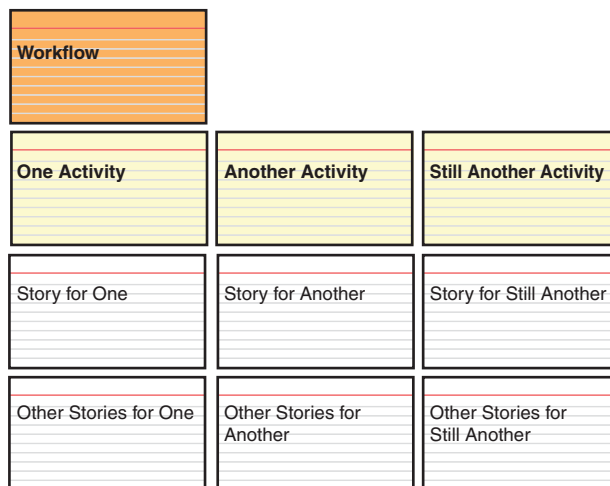 Workflow
One Activity
Another Activity
Still Another Activity
Story for One
Story for Another
Story for Still Another
Other Stories for One
Other Stories for
Another
Other Stories for
Still Another